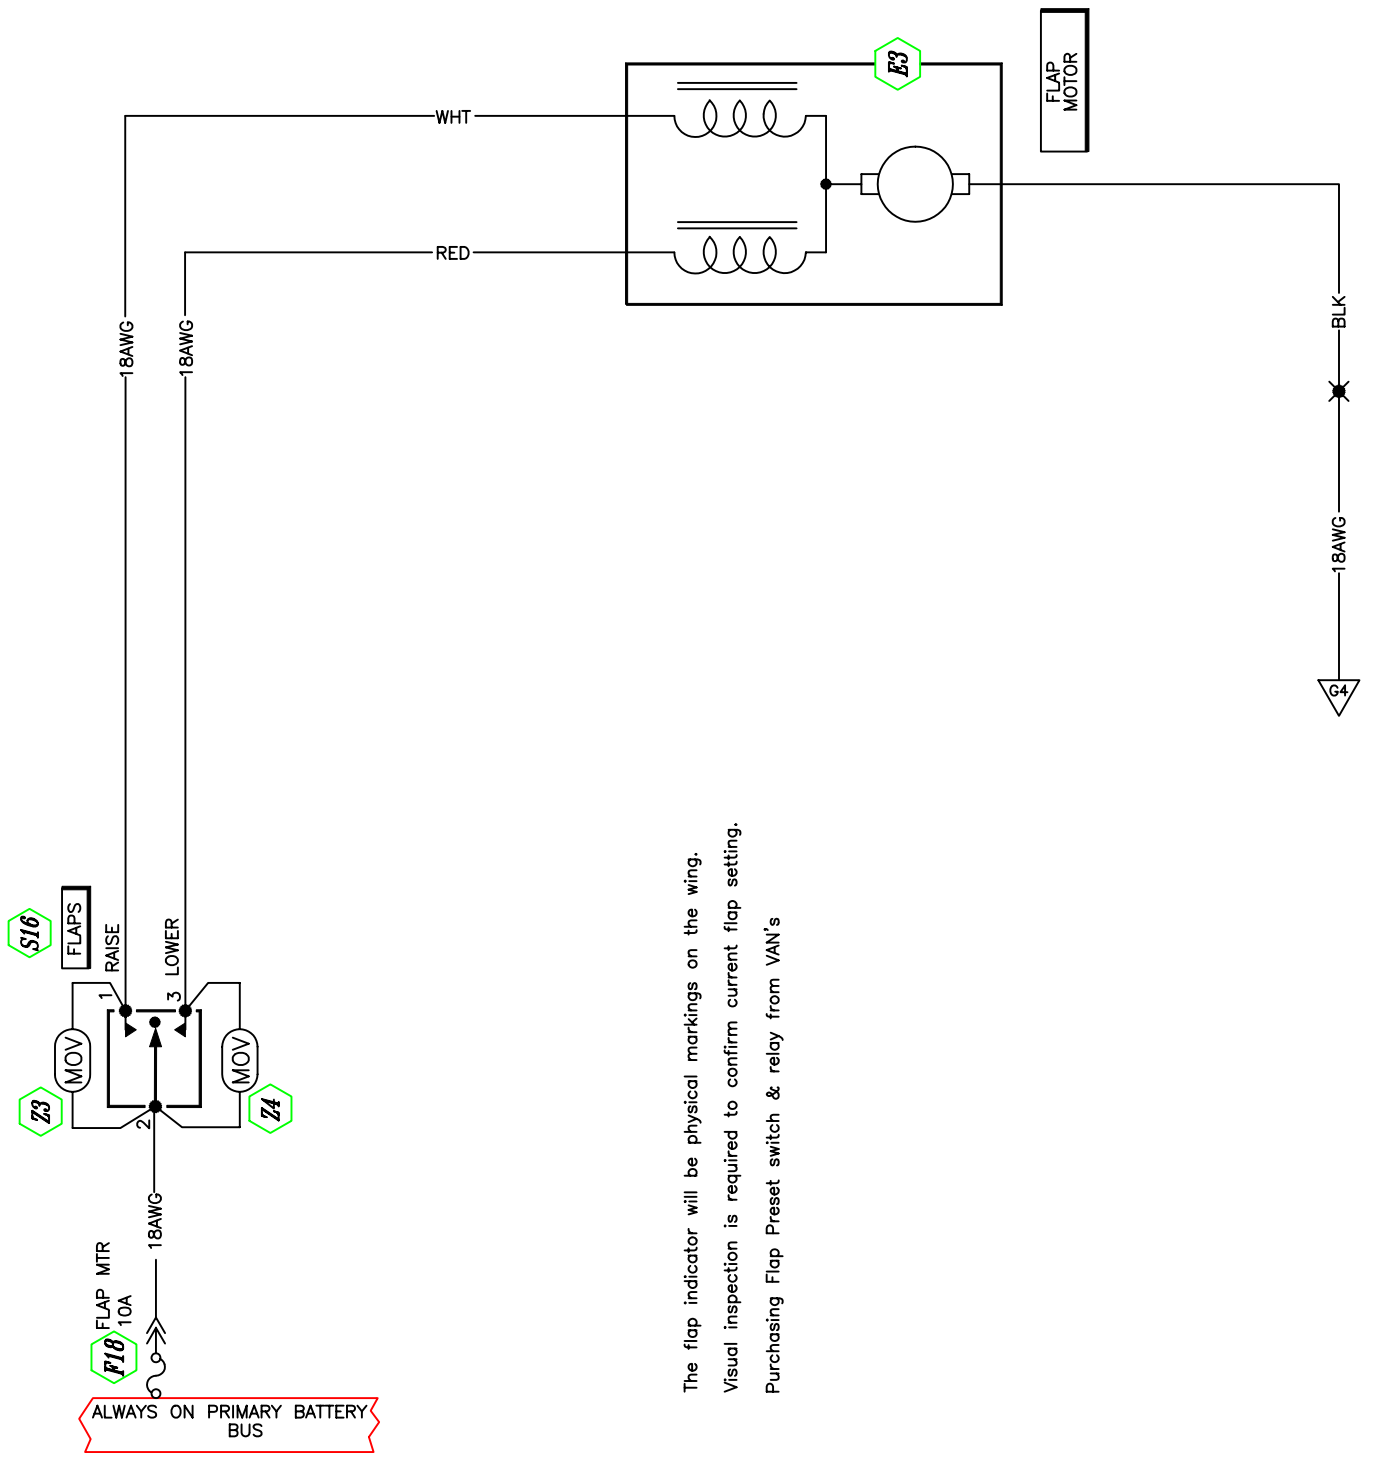 E3
FLAP
MOTOR
WHT
RED
18AWG
18AWG
BLK
18AWG
G4
S16
FLAPS
RAISE
LOWER
1
3
MOV
MOV
Z3
Z4
2
18AWG
FLAP MTR
10A
F18
ALWAYS ON PRIMARY BATTERY
BUS
The flap indicator will be physical markings on the wing.
Visual inspection is required to confirm current flap setting.
Purchasing Flap Preset switch & relay from VAN's